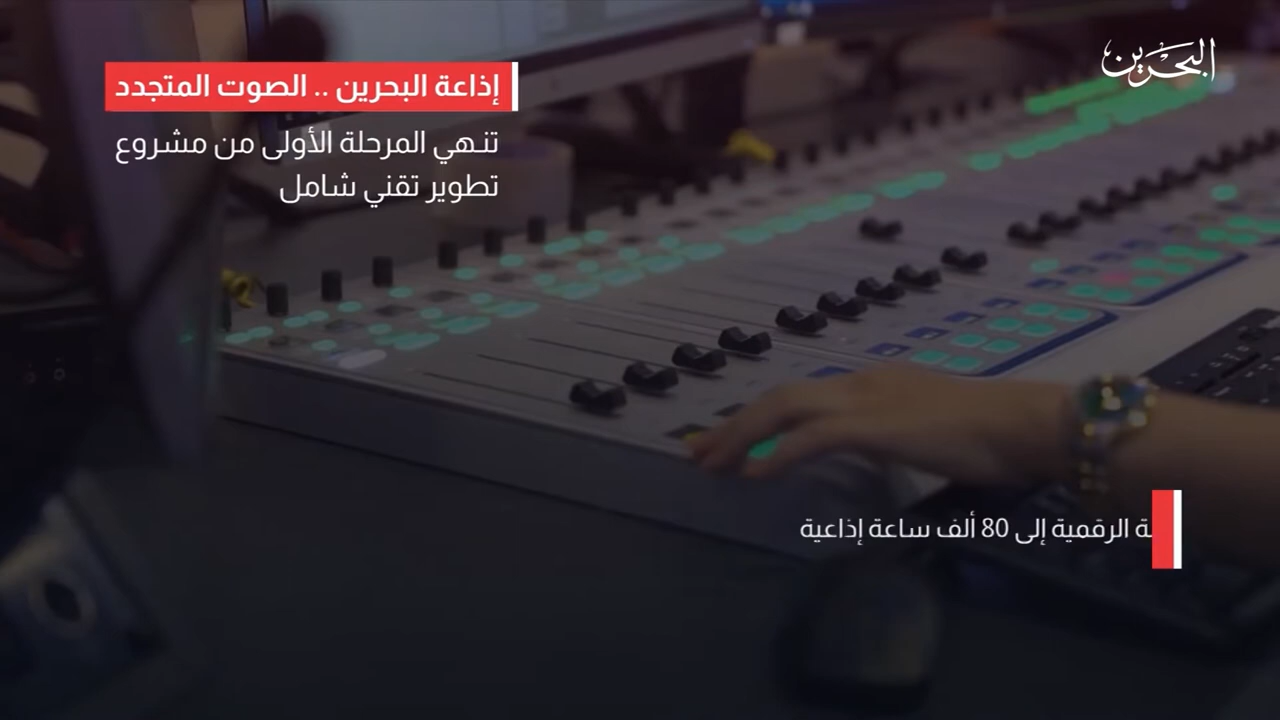 البحرين
إذاعة البحرين .. الصوت المتجدد
تنهي المرحلة الأولى من مشروع
تطوير تقني شامل
الرقمية إلى 80 ألف ساعة إذاعية